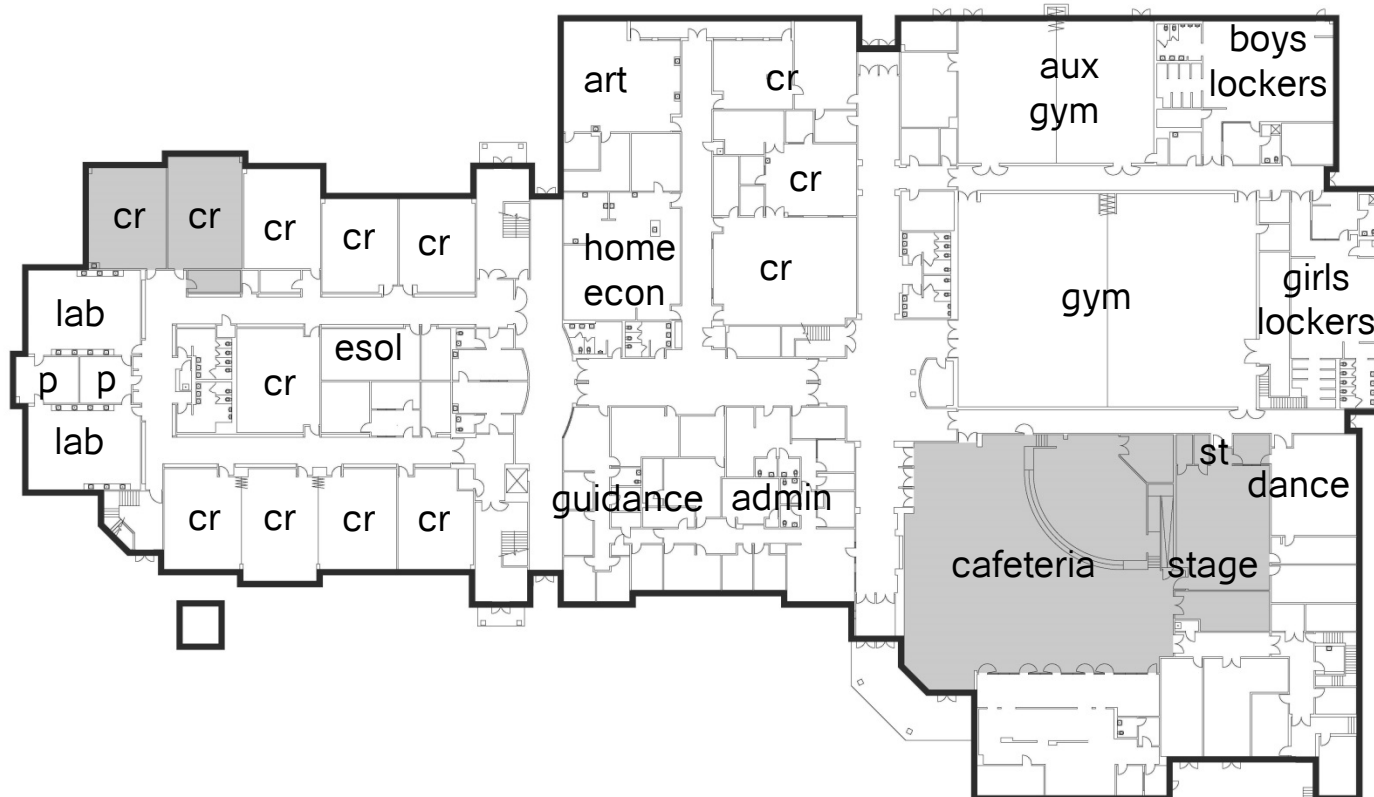 art
cr
aux
gym
boys
lockers
cr
cr
cr
cr
cr
cr
home
econ
cr
lab
esol
gym
girls
lockers
p
p
cr
lab
st
cr
cr
cr
cr
guidance
admin
dance
cafeteria
stage